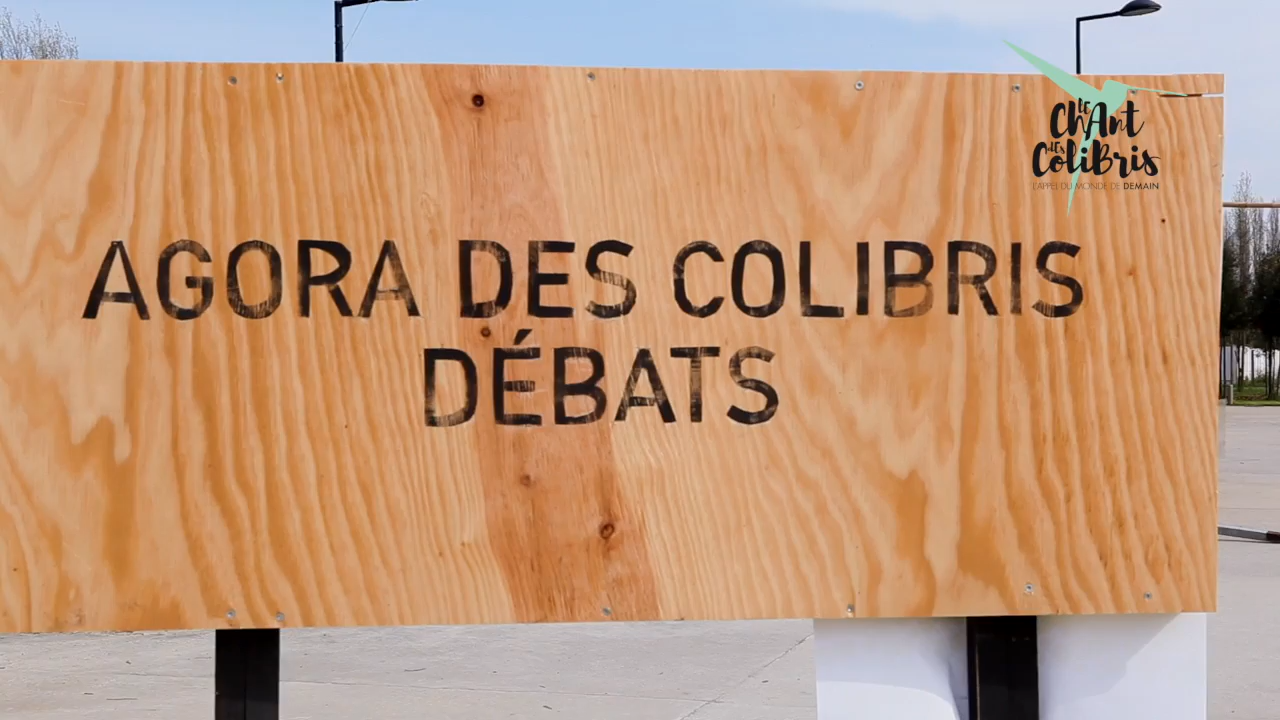 LE
ChAnt
dEs
ColiBris
L'APPEL DU MONDE DE DEMAIN
AGORA DES COLIBRIS
DÉBATS